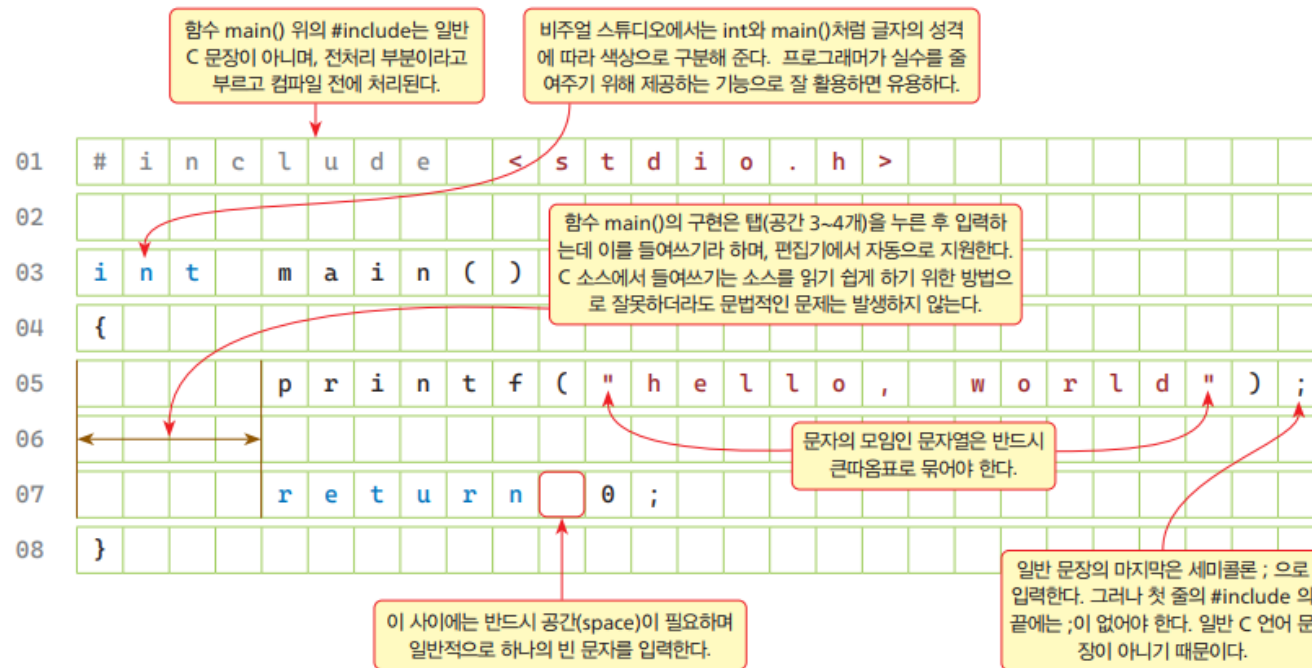 함수 main() 위의 #include는 일반
C 문장이 아니며, 전처리 부분이라고
부르고 컴파일 전에 처리된다.
비주얼 스튜디오에서는 int와 main()처럼 글자의 성격
에 따라 색상으로 구분해 준다. 프로그래머가 실수를 줄
여주기 위해 제공하는 기능으로 잘 활용하면 유용하다.
01 #include <stdio.h>
02
함수 main()의 구현은 탭(공간 3~4개)을 누른 후 입력하
는데 이를 들여쓰기라 하며, 편집기에서 자동으로 지원한다.
C 소스에서 들여쓰기는 소스를 읽기 쉽게 하기 위한 방법으
로 잘못하더라도 문법적인 문제는 발생하지 않는다.
03 int main()
04 {
05 printf("hello, world");
06
문자의 모임인 문자열은 반드시
큰따옴표로 묶어야 한다.
07 return 0;
08 }
일반 문장의 마지막은 세미콜론 ; 으로
입력한다. 그러나 첫 줄의 #include 의
끝에는 ;이 없어야 한다. 일반 C 언어 문
장이 아니기 때문이다.
이 사이에는 반드시 공간(space)이 필요하며
일반적으로 하나의 빈 문자를 입력한다.